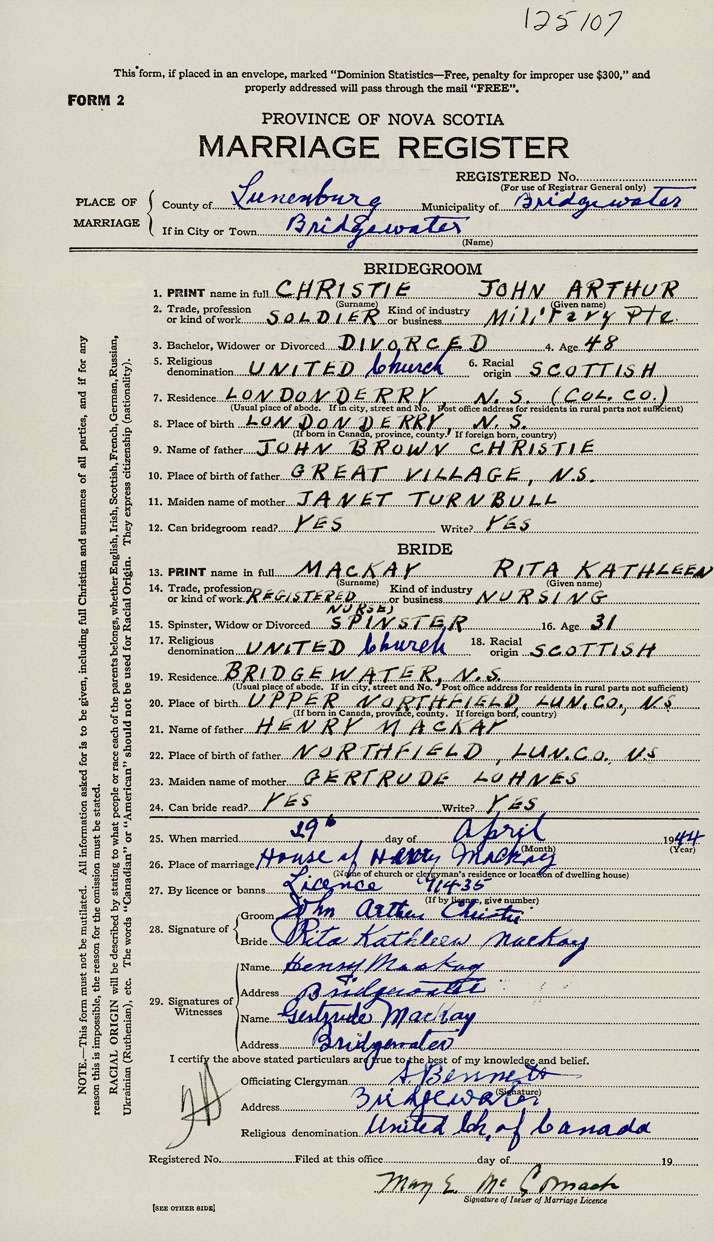 125107
This form, if placed in an envelope, marked "Dominion Statistics—Free, penalty for improper use $300," and
properly addressed will pass through the mail "FREE".
FORM 2
PROVINCE OF NOVA SCOTIA
MARRIAGE REGISTER
REGISTERED No.
(For use of Registrar General only)
PLACE OF MARRIAGE
County of Lunenburg Municipality of Bridgewater
If in City or Town Bridgewater
(Name)
BRIDEGROOM
1. PRINT name in full CHRISTIE JOHN ARTHUR
(Surname) (Given name)
2. Trade, profession or kind of work SOLDIER Kind of industry or business Military Pte.
3. Bachelor, Widower or Divorced DIVORCED 4. Age 48
5. Religious denomination UNITED Church 6. Racial origin SCOTTISH
7. Residence LONDONDERRY, N.S. (COL. CO.)
(Usual place of abode. If in city, street and No. Post office address for residents in rural parts not sufficient)
8. Place of birth LONDONDERRY, N.S.
(If born in Canada, province, county. If foreign born, country)
9. Name of father JOHN BROWN CHRISTIE
10. Place of birth of father GREAT VILLAGE, N.S.
11. Maiden name of mother JANET TURNBULL
12. Can bridegroom read? YES Write? YES
BRIDE
13. PRINT name in full MACKAY RITA KATHLEEN
(Surname) (Given name)
14. Trade, profession or kind of work REGISTERED NURSE) Kind of industry or business NURSING
15. Spinster, Widow or Divorced SPINSTER 16. Age 31
17. Religious denomination UNITED Church 18. Racial origin SCOTTISH
19. Residence BRIDGEWATER, N.S.
(Usual place of abode. If in city, street and No. Post office address for residents in rural parts not sufficient)
20. Place of birth UPPER NORTHFIELD, LUN.CO., N.S
(If born in Canada, province, county. If foreign born, country)
21. Name of father HENRY MACKAY
22. Place of birth of father NORTHFIELD, LUN.CO. N.S
23. Maiden name of mother GERTRUDE LOHNES
24. Can bride read? YES Write? YES
25. When married 29th day of April 1944
(Month) (Year)
26. Place of marriage House of Henry Mackay
(Name of church or clergyman's residence or location of dwelling house)
27. By licence or banns Licence 91435
(If by licence, give number)
28. Signature of
Groom John Arthur Christie
Bride Rita Kathleen Mackay
29. Signatures of Witnesses
Name Henry Mackay
Address Bridgewater
Name Gertrude Mackay
Address Bridgewater
I certify the above stated particulars are true to the best of my knowledge and belief.
Officiating Clergyman Bennett
(Signature)
Address Bridgewater
Religious denomination United Ch. of Canada
Registered No. Filed at this office day of 19
May E. McCormack
Signature of Issuer of Marriage Licence
[SEE OTHER SIDE]
NOTE.—This form must not be mutilated. All information asked for is to be given, including full Christian and surnames of all parties, and if for any
reason this is impossible, the reason for the omission must be stated.
RACIAL ORIGIN will be described by stating to what people or race each of the parents belongs, whether English, Irish, Scottish, French, German, Russian,
Ukrainian (Ruthenian), etc. The words "Canadian" or "American" should not be used for Racial Origin. They express citizenship (nationality).